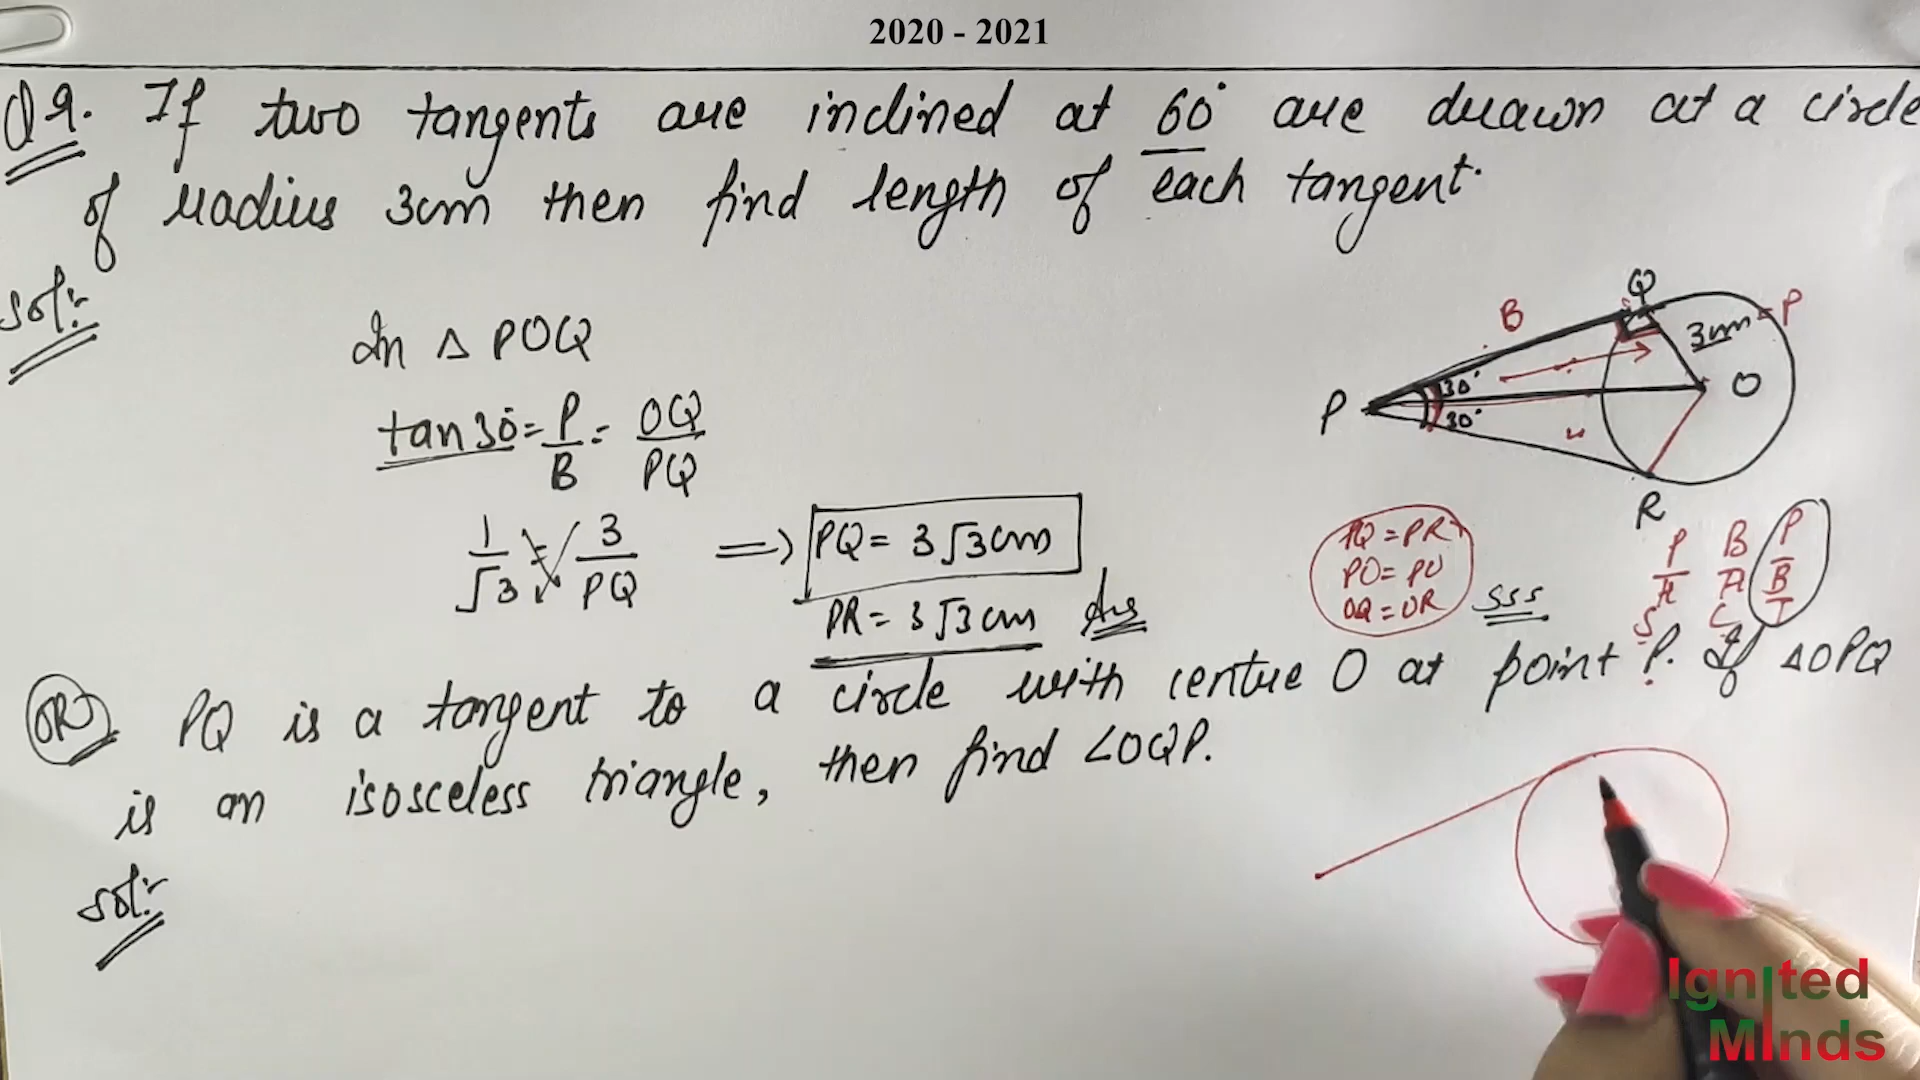 2020 - 2021
Q9. If two tangents are inclined at 60° are drawn at a circle
of radius 3cm then find length of each tangent.
Sol:-
In △ POQ
tan30° = P/B = OQ/PQ
1/√3 = 3/PQ ⇒ PQ = 3√3cm
PR = 3√3cm Ans
Q
B
3cm
P
30°
P
O
30°
R
PQ = PR
PO = PO
OQ = OR
SSS
P B P
H H B
S C T
OR PQ is a tangent to a circle with centre O at point P. If △OPQ
is an isosceless triangle, then find ∠OQP.
Sol:-
Ignited
Minds